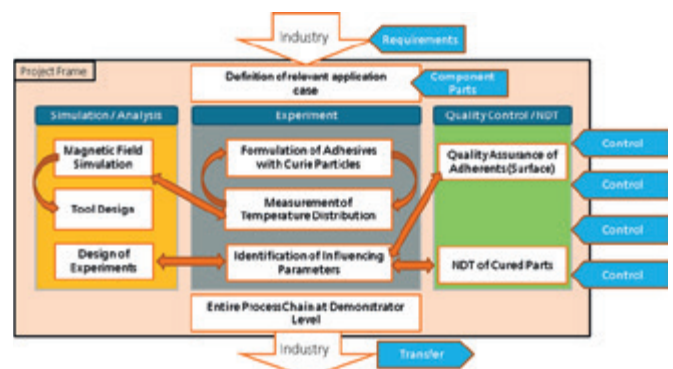 Industry
Requirements
Project Frame
Definition of relevant application
case
Component
Parts
Simulation / Analysis
Experiment
Quality Control / NDT
Magnetic Field
Simulation
Formulation of Adhesives
with Curie Particles
Quality Assurance of
Adherents (Surface)
Control
Control
Tool Design
Measurement of
Temperature Distribution
Control
Design of
Experiments
Identification of Influencing
Parameters
NDT of Cured Parts
Control
Entire Process Chain at Demonstrator
Level
Industry
Transfer